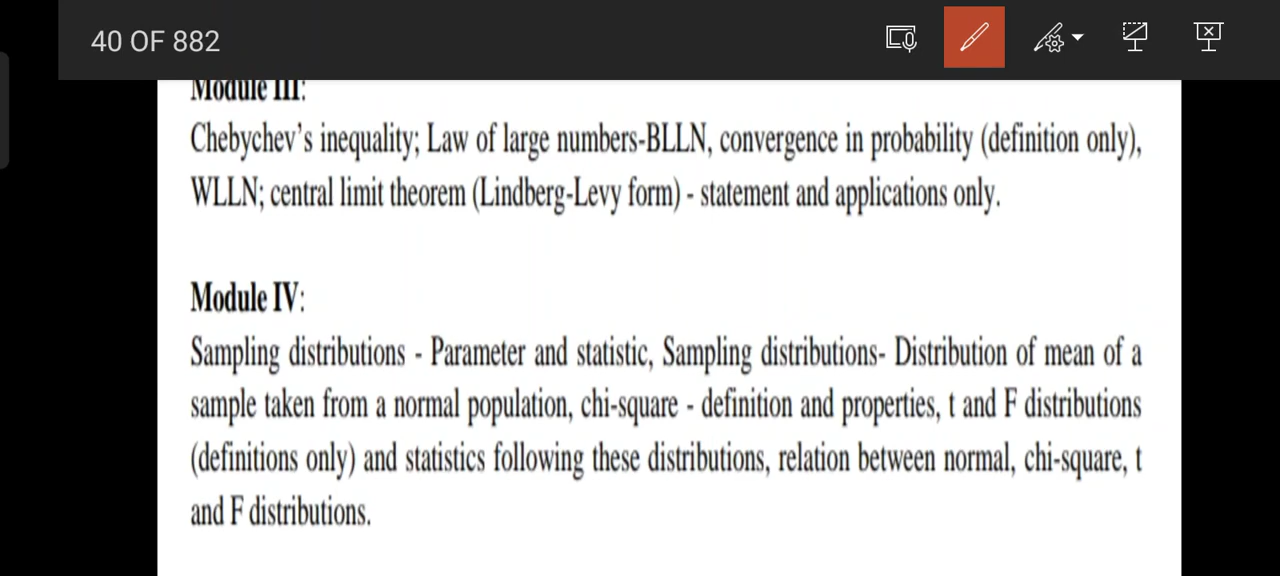 40 OF 882
Module III:
Chebychev's inequality; Law of large numbers-BLLN, convergence in probability (definition only),
WLLN; central limit theorem (Lindberg-Levy form) - statement and applications only.
Module IV:
Sampling distributions - Parameter and statistic, Sampling distributions- Distribution of mean of a
sample taken from a normal population, chi-square - definition and properties, t and F distributions
(definitions only) and statistics following these distributions, relation between normal, chi-square, t
and F distributions.